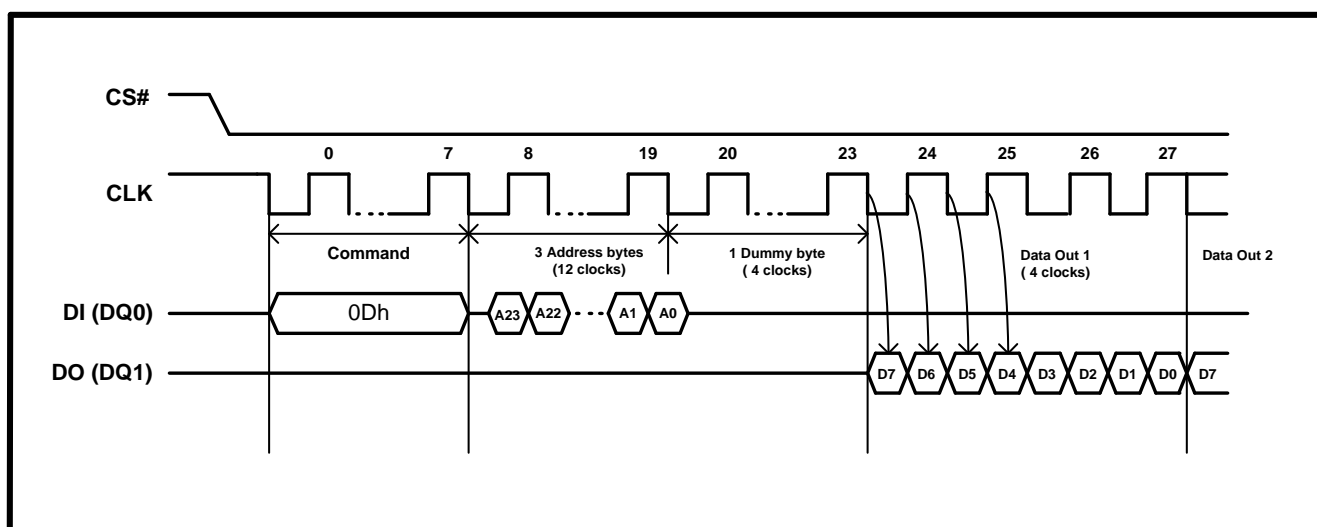 CS#
0 7 8 19 20 23 24 25 26 27
CLK
Command
3 Address bytes
(12 clocks)
1 Dummy byte
( 4 clocks)
Data Out 1
( 4 clocks)
Data Out 2
DI (DQ0)
0Dh
A23 A22 A1 A0
DO (DQ1)
D7 D6 D5 D4 D3 D2 D1 D0 D7